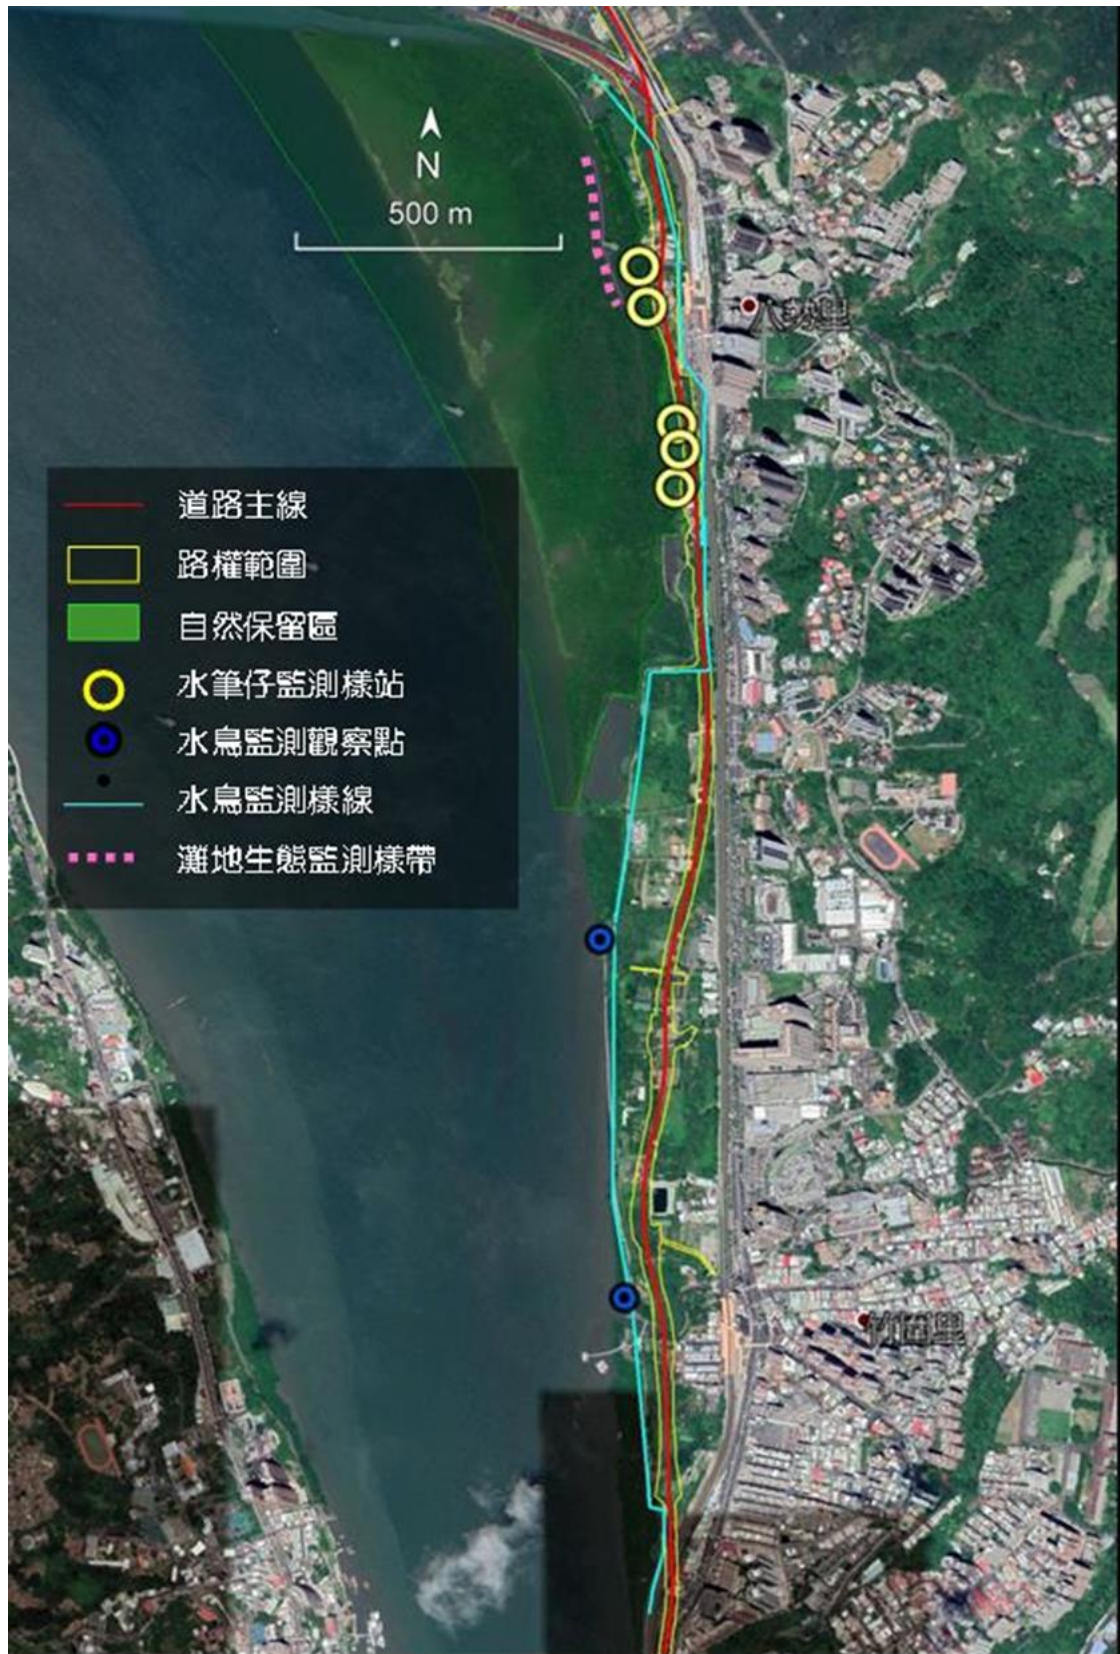 N
500 m
八勢里
道路主線
路權範圍
自然保留區
水筆仔監測樣站
水鳥監測觀察點
水鳥監測樣線
灘地生態監測樣帶
竹圍里